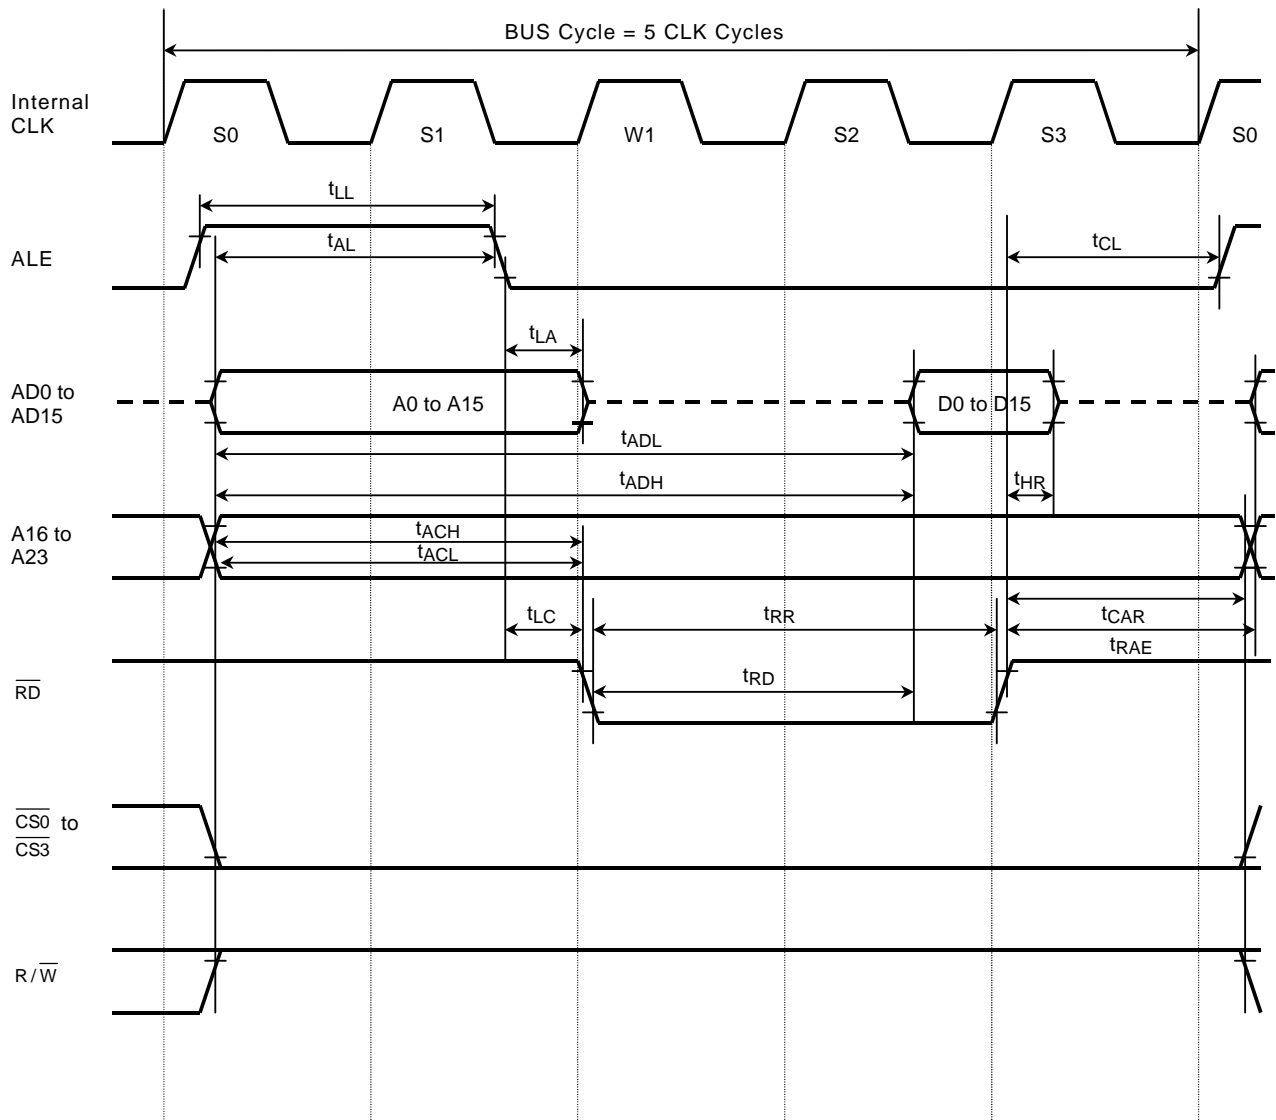 BUS Cycle = 5 CLK Cycles
Internal
CLK
S0
S1
W1
S2
S3
S0
tLL
ALE
tAL
tCL
tLA
AD0 to
AD15
A0 to A15
D0 to D15
tADL
tADH
tHR
A16 to
A23
tACH
tACL
tLC
tRR
tCAR
tRAE
RD
tRD
CS0 to
CS3
R/W